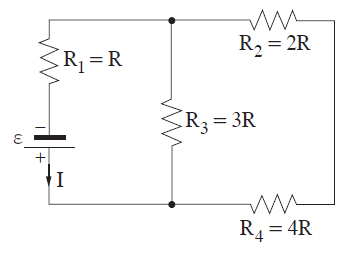 R₂ = 2R
R₁ = R
R₃ = 3R
−
ε
+
I
R₄ = 4R